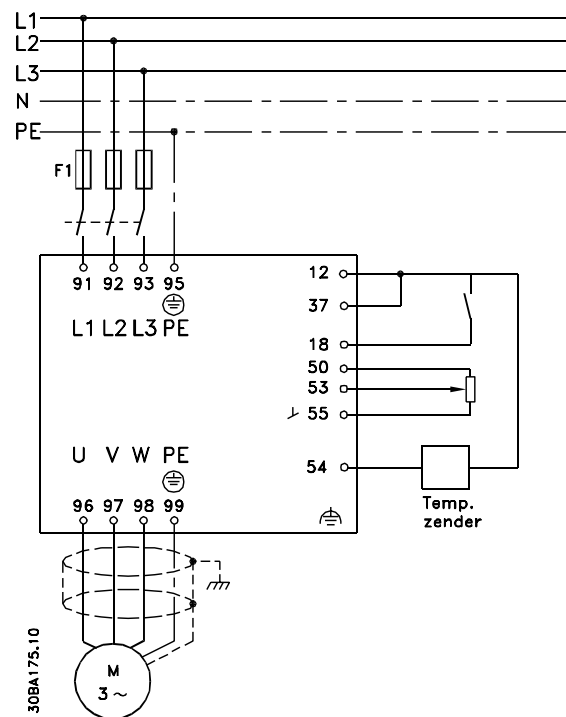 L1
L2
L3
N
PE
F1
91 92 93 95
L1 L2 L3 PE
12
37
18
50
53
55
54
Temp.
zender
U V W PE
96 97 98 99
M
3 ~
30BA175.10